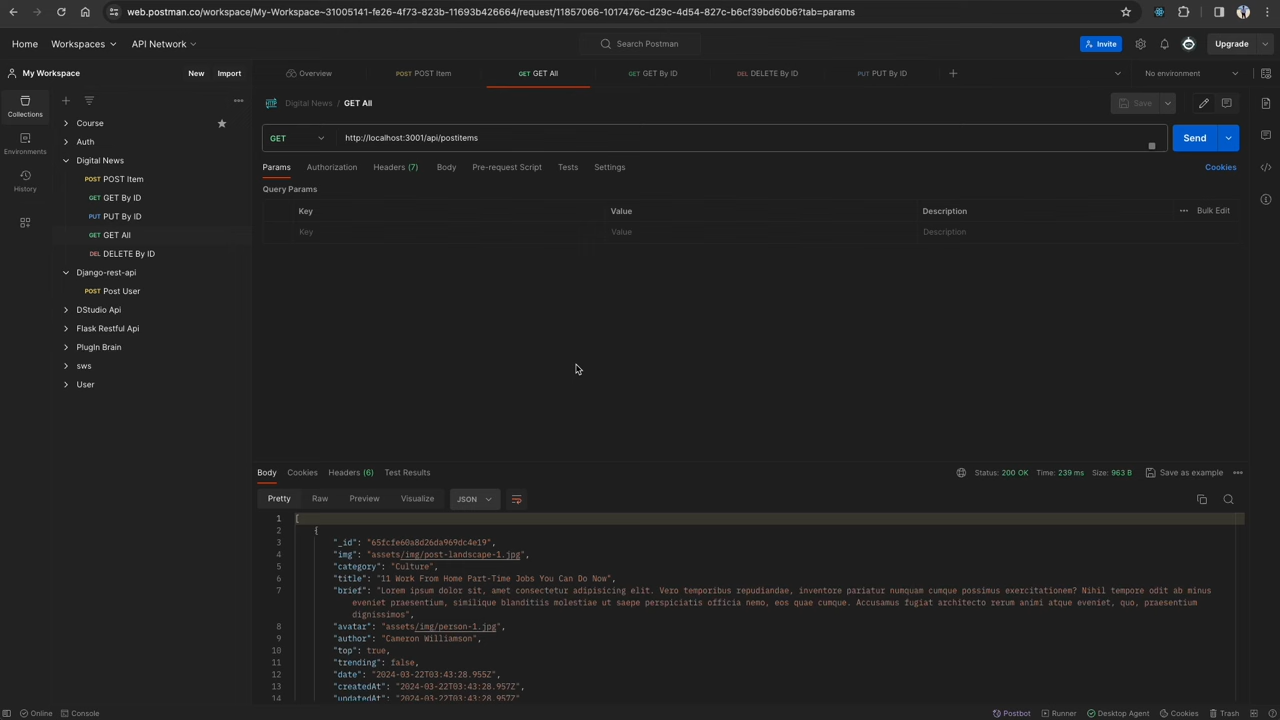 web.postman.co/workspace/My-Workspace~31005141-fe26-4f73-823b-11693b426664/request/11857066-1017476c-d29c-4d54-827c-b6cf39bd60b6?tab=params
Home Workspaces API Network Search Postman Invite Upgrade
My Workspace New Import Overview POST POST Item GET GET All GET GET By ID DEL DELETE By ID PUT PUT By ID No environment
Collections
Environments
History
Course
Auth
Digital News
POST POST Item
GET GET By ID
PUT PUT By ID
GET GET All
DEL DELETE By ID
Django-rest-api
POST Post User
DStudio Api
Flask Restful Api
PlugIn Brain
sws
User
HTTP Digital News / GET All Save
GET http://localhost:3001/api/postitems Send
Params Authorization Headers (7) Body Pre-request Script Tests Settings Cookies
Query Params
Key Value Description Bulk Edit
Key Value Description
Body Cookies Headers (6) Test Results Status: 200 OK Time: 239 ms Size: 963 B Save as example
Pretty Raw Preview Visualize JSON
1 [
2 {
3 "_id": "65fcfe60a8d26da969dc4e19",
4 "img": "assets/img/post-landscape-1.jpg",
5 "category": "Culture",
6 "title": "11 Work From Home Part-Time Jobs You Can Do Now",
7 "brief": "Lorem ipsum dolor sit, amet consectetur adipisicing elit. Vero temporibus repudiandae, inventore pariatur numquam cumque possimus exercitationem? Nihil tempore odit ab minus
eveniet praesentium, similique blanditiis molestiae ut saepe perspiciatis officia nemo, eos quae cumque. Accusamus fugiat architecto rerum animi atque eveniet, quo, praesentium
dignissimos",
8 "avatar": "assets/img/person-1.jpg",
9 "author": "Cameron Williamson",
10 "top": true,
11 "trending": false,
12 "date": "2024-03-22T03:43:28.955Z",
13 "createdAt": "2024-03-22T03:43:28.957Z",
14 "updatedAt": "2024-03-22T03:43:28.957Z",
Online Console Postbot Runner Desktop Agent Cookies Trash